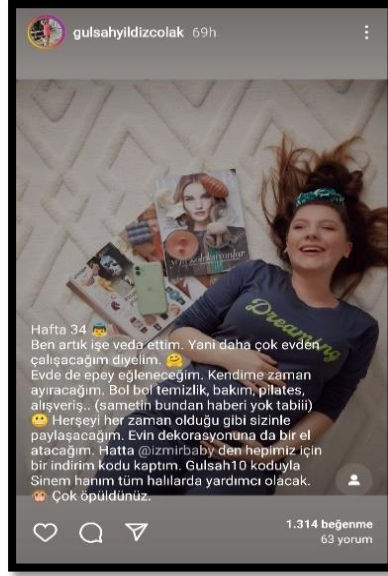 gulsahyildizcolak 69h
Dreaming
Hafta 34 👼
Ben artık işe veda ettim. Yani daha çok evden
çalışacağım diyelim. 🤗
Evde de epey eğleneceğim. Kendime zaman
ayıracağım. Bol bol temizlik, bakım, pilates,
alışveriş.. (sametin bundan haberi yok tabiii)
😬 Herşeyi her zaman olduğu gibi sizinle
paylaşacağım. Evin dekorasyonuna da bir el
atacağım. Hatta @izmirbaby den hepimiz için
bir indirim kodu kaptım. Gulsah10 koduyla
Sinem hanım tüm halılarda yardımcı olacak.
🙊 Çok öpüldünüz.
1.314 beğenme
63 yorum